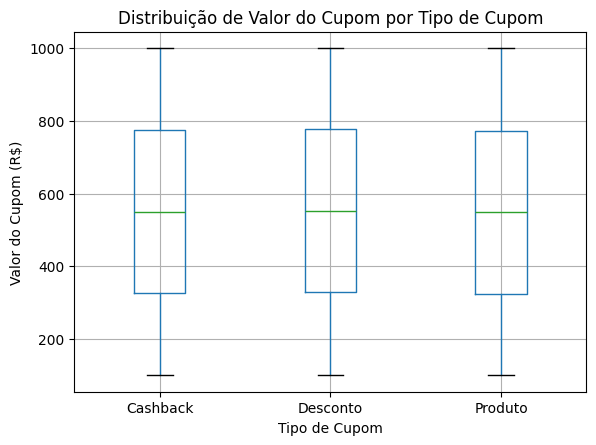 Distribuição de Valor do Cupom por Tipo de Cupom
Valor do Cupom (R$)
1000
800
600
400
200
Cashback Desconto Produto
Tipo de Cupom